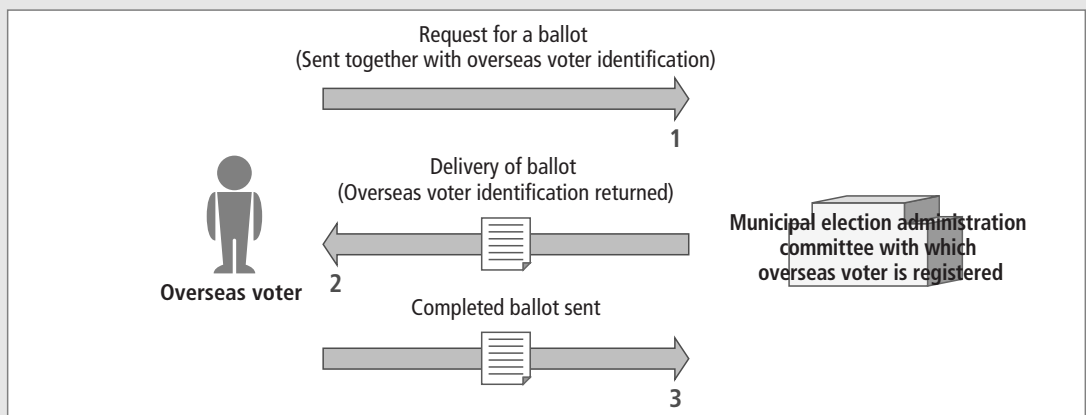 Request for a ballot
(Sent together with overseas voter identification)
1
Delivery of ballot
(Overseas voter identification returned)
2
Overseas voter
Municipal election administration
committee with which
overseas voter is registered
Completed ballot sent
3